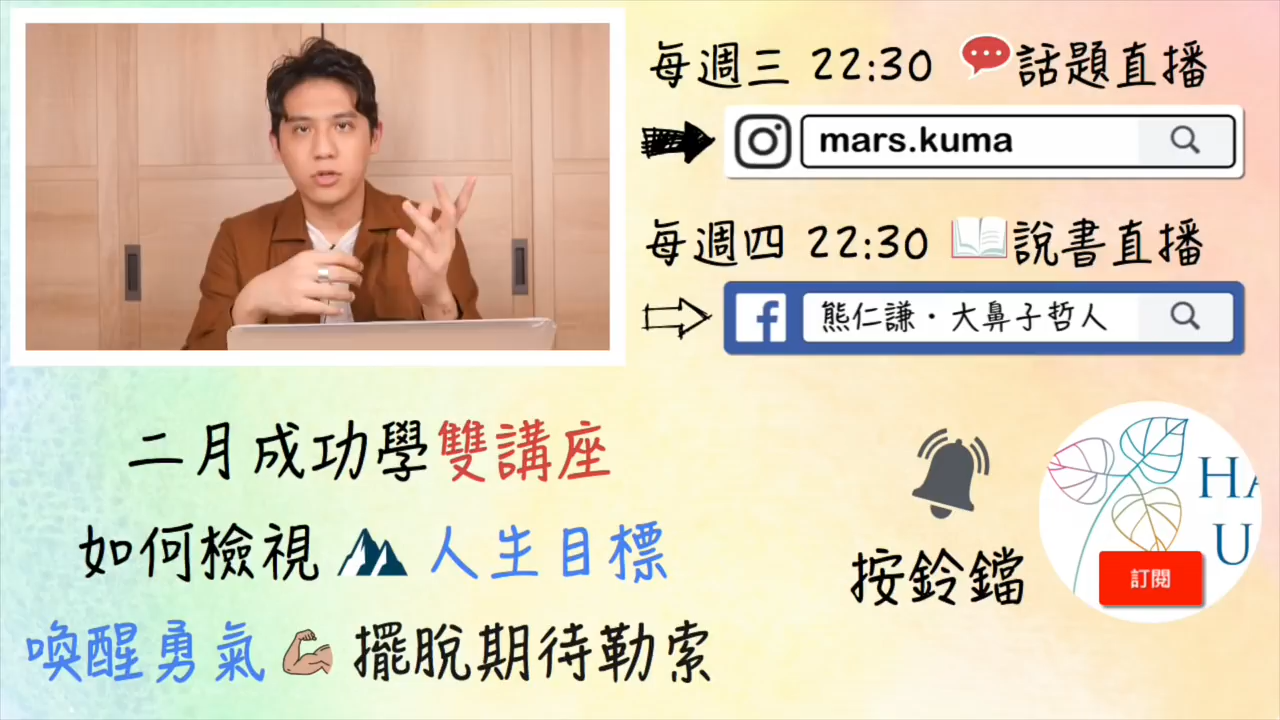 每週三 22:30 話題直播
mars.kuma
每週四 22:30 說書直播
熊仁謙·大鼻子哲人
二月成功學雙講座
如何檢視 人生目標
喚醒勇氣 擺脫期待勒索
按鈴鐺
HA
U
訂閱